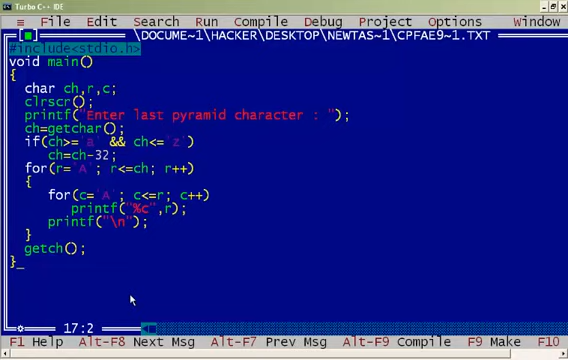 Turbo C++ IDE
≡ File Edit Search Run Compile Debug Project Options Window
\DOCUME~1\HACKER\DESKTOP\NEWTAS~1\CPFAE9~1.TXT
#include<stdio.h>
void main()
{
char ch,r,c;
clrscr();
printf("Enter last pyramid character : ");
ch=getchar();
if(ch>='a' && ch<='z')
ch=ch-32;
for(r='A'; r<=ch; r++)
{
for(c='A'; c<=r; c++)
printf("%c",r);
printf("\n");
}
getch();
}
17:2
F1 Help Alt-F8 Next Msg Alt-F7 Prev Msg Alt-F9 Compile F9 Make F10